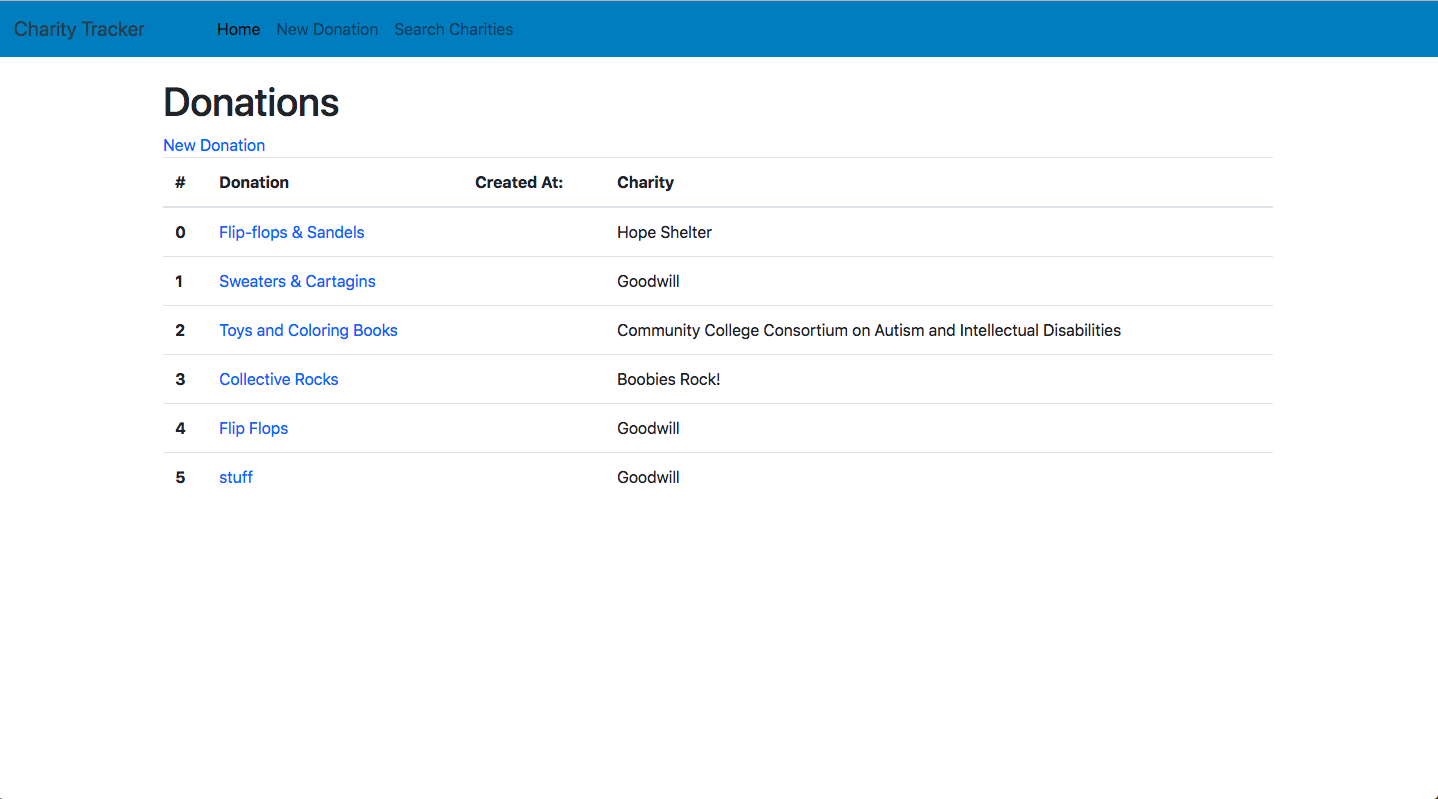 Charity Tracker Home New Donation Search Charities
Donations
New Donation
# Donation Created At: Charity
0 Flip-flops & Sandels Hope Shelter
1 Sweaters & Cartagins Goodwill
2 Toys and Coloring Books Community College Consortium on Autism and Intellectual Disabilities
3 Collective Rocks Boobies Rock!
4 Flip Flops Goodwill
5 stuff Goodwill